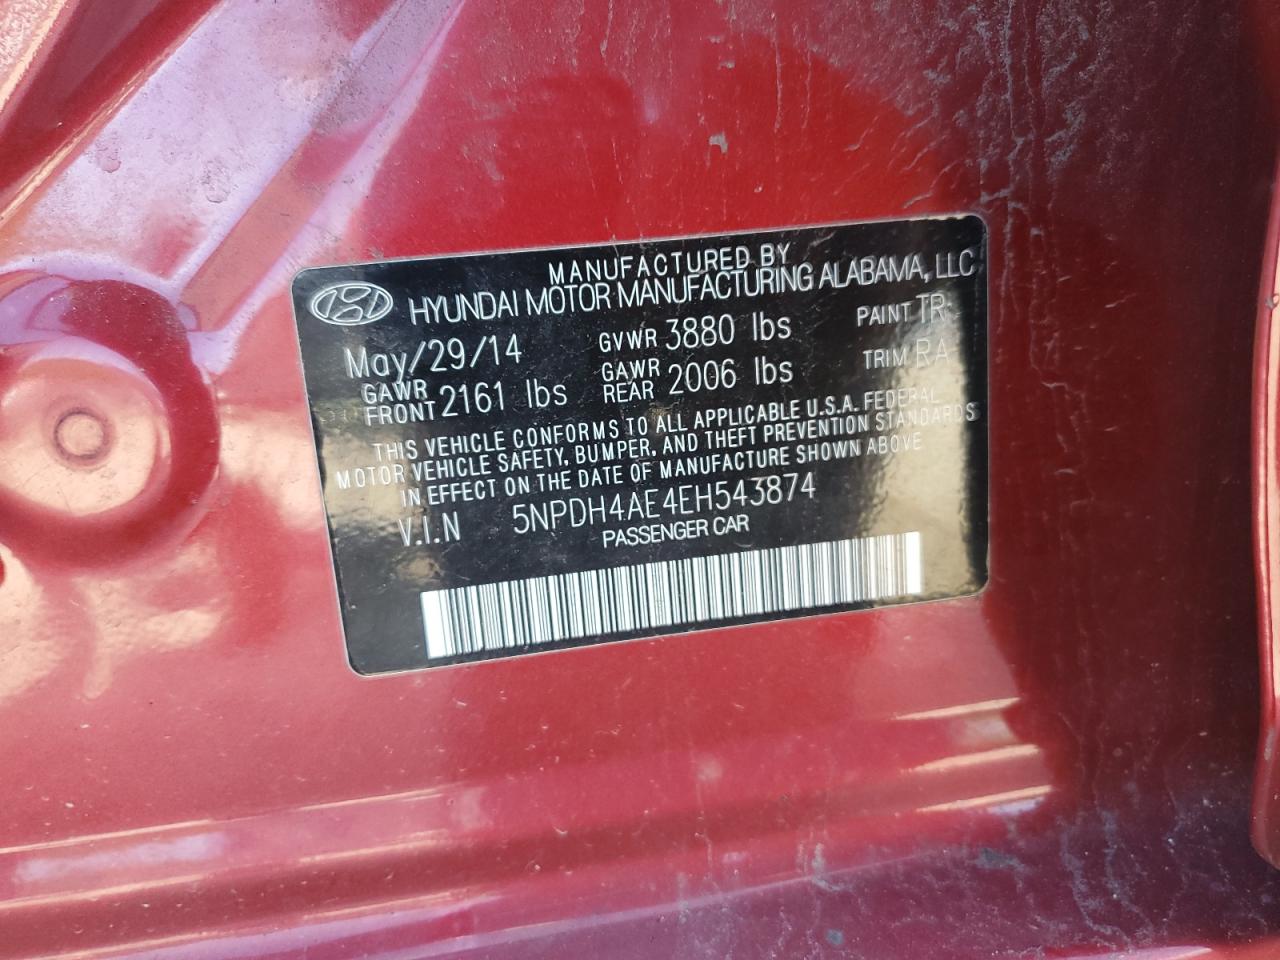 MANUFACTURED BY
HYUNDAI MOTOR MANUFACTURING ALABAMA, LLC
May/29/14 GVWR 3880 lbs PAINT
GAWR FRONT 2161 lbs GAWR REAR 2006 lbs TRIM RA
THIS VEHICLE CONFORMS TO ALL APPLICABLE U.S.A. FEDERAL
MOTOR VEHICLE SAFETY, BUMPER, AND THEFT PREVENTION STANDARDS
IN EFFECT ON THE DATE OF MANUFACTURE SHOWN ABOVE
V.I.N 5NPDH4AE4EH543874
PASSENGER CAR